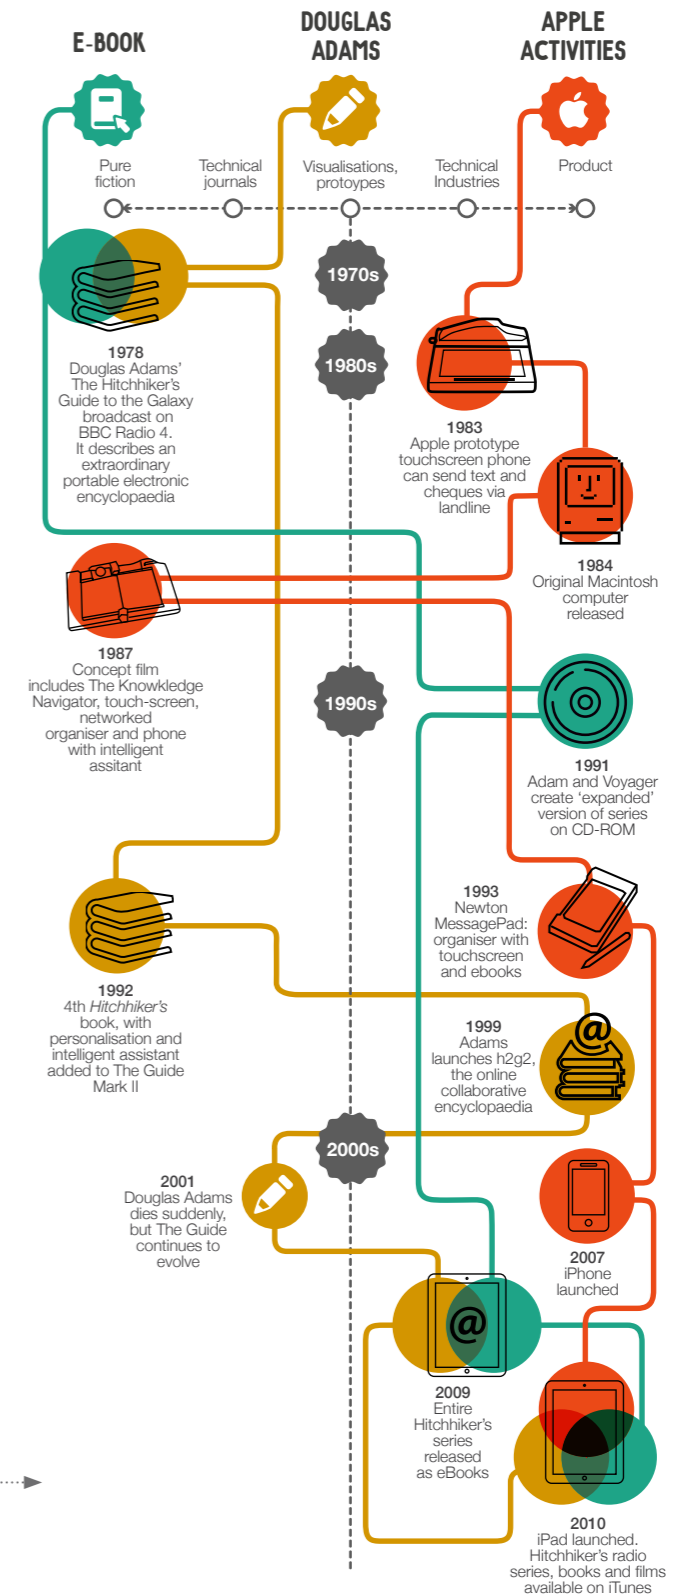 E-BOOK
DOUGLAS
ADAMS
APPLE
ACTIVITIES
Pure
fiction
Technical
journals
Visualisations,
protoypes
Technical
Industries
Product
1970s
1978
Douglas Adams’
The Hitchhiker’s
Guide to the Galaxy
broadcast on
BBC Radio 4.
It describes an
extraordinary
portable electronic
encyclopaedia
1980s
1983
Apple prototype
touchscreen phone
can send text and
cheques via
landline
1984
Original Macintosh
computer
released
1987
Concept film
includes The Knowkledge
Navigator, touch-screen,
networked
organiser and phone
with intelligent
assitant
1990s
1991
Adam and Voyager
create ‘expanded’
version of series
on CD-ROM
1992
4th Hitchhiker’s
book, with
personalisation and
intelligent assistant
added to The Guide
Mark II
1993
Newton
MessagePad:
organiser with
touchscreen
and ebooks
@
1999
Adams
launches h2g2,
the online
collaborative
encyclopaedia
2000s
2001
Douglas Adams
dies suddenly,
but The Guide
continues to
evolve
2007
iPhone
launched
@
2009
Entire
Hitchhiker’s
series
released
as eBooks
2010
iPad launched.
Hitchhiker’s radio
series, books and films
available on iTunes